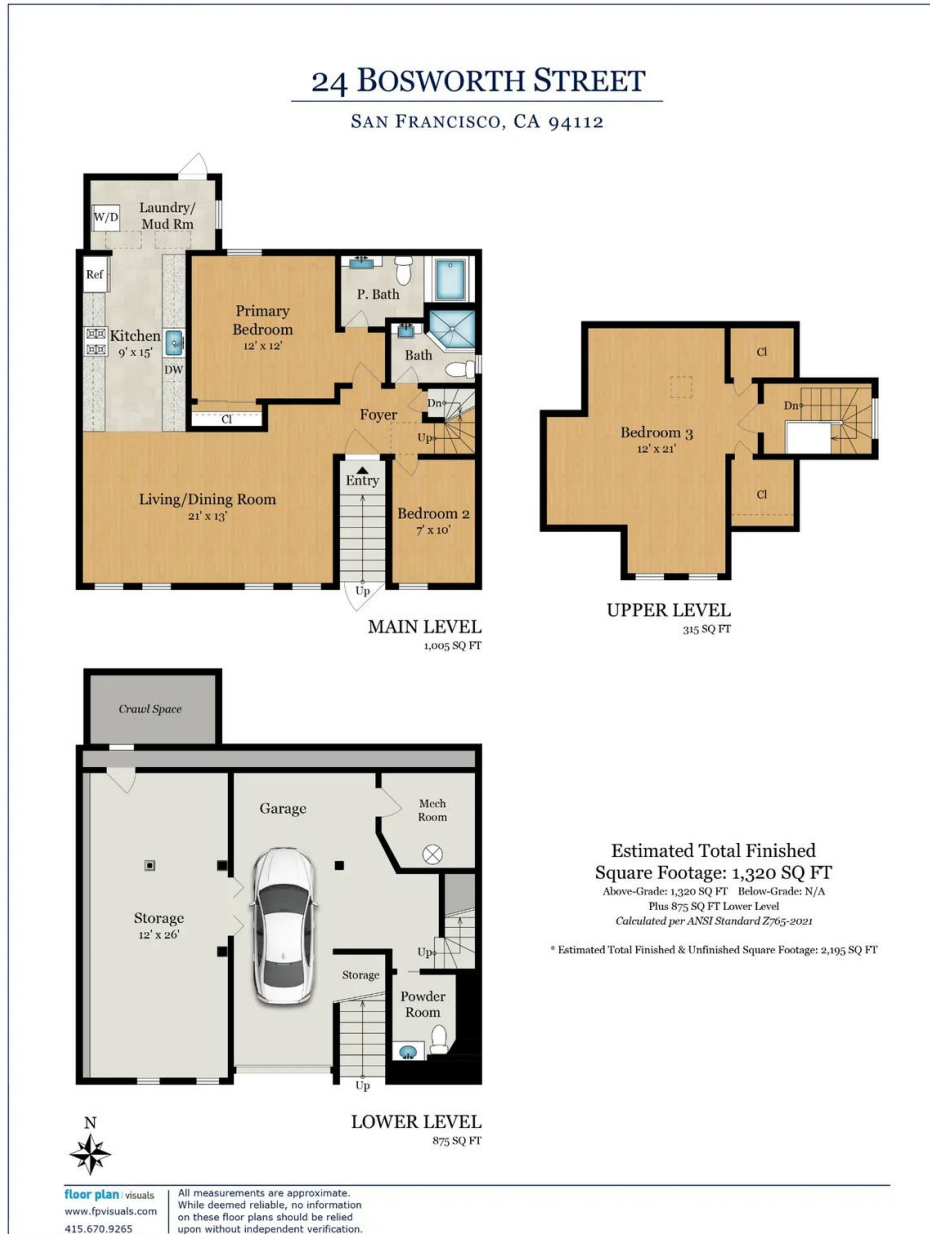 24 BOSWORTH STREET
SAN FRANCISCO, CA 94112
Laundry/
Mud Rm
W/D
Ref
Kitchen
9' x 15'
DW
Primary
Bedroom
12' x 12'
Cl
P. Bath
Bath
Dn
Foyer
Up
Entry
Living/Dining Room
21' x 13'
Bedroom 2
7' x 10'
Up
MAIN LEVEL
1,005 SQ FT
Cl
Dn
Bedroom 3
12' x 21'
Cl
UPPER LEVEL
315 SQ FT
Crawl Space
Garage
Mech
Room
Storage
12' x 26'
Up
Storage
Powder
Room
Up
LOWER LEVEL
875 SQ FT
Estimated Total Finished
Square Footage: 1,320 SQ FT
Above-Grade: 1,320 SQ FT Below-Grade: N/A
Plus 875 SQ FT Lower Level
Calculated per ANSI Standard Z765-2021
* Estimated Total Finished & Unfinished Square Footage: 2,195 SQ FT
N
floor plan visuals
www.fpvisuals.com
415.670.9265
All measurements are approximate.
While deemed reliable, no information
on these floor plans should be relied
upon without independent verification.